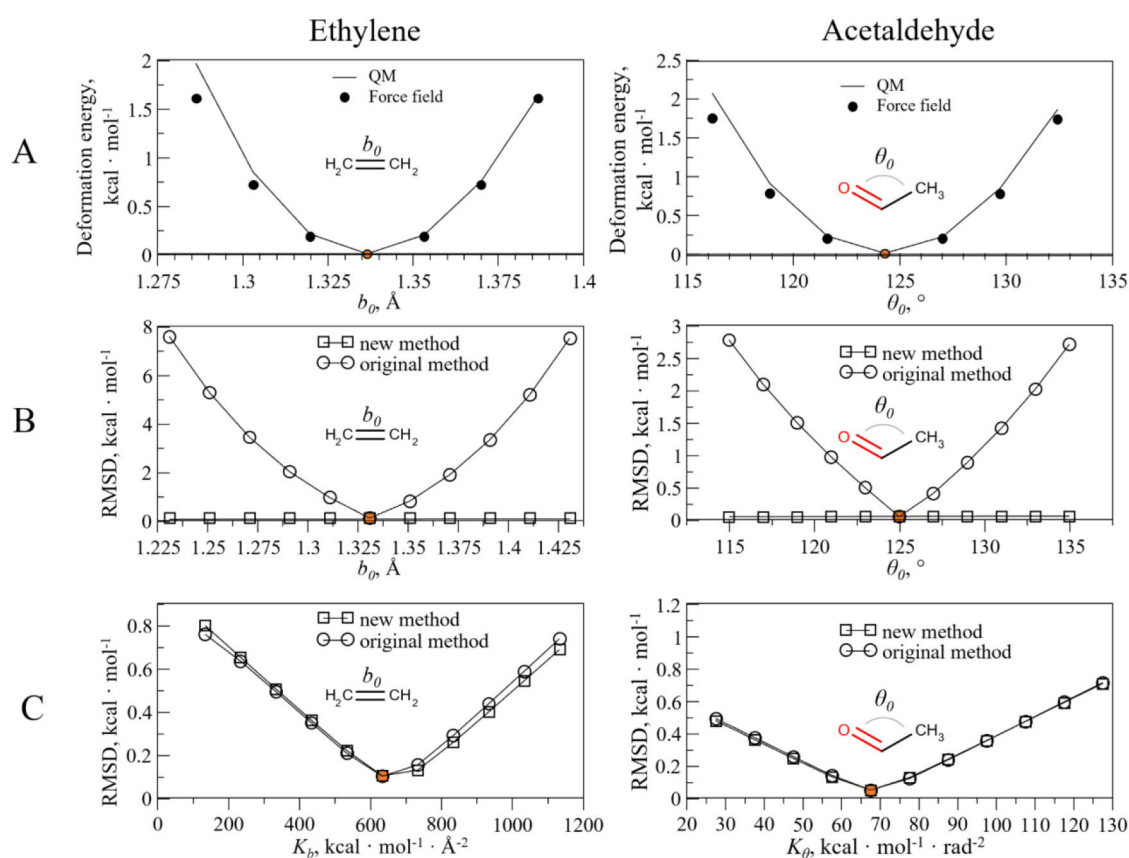 Ethylene
Acetaldehyde
A
Deformation energy,
kcal · mol⁻¹
2
1.5
1
0.5
0
QM
Force field
b₀
H₂C CH₂
1.275
1.3
1.325
1.35
1.375
1.4
b₀, Å
Deformation energy,
kcal · mol⁻¹
2.5
2
1.5
1
0.5
0
QM
Force field
θ₀
O
CH₃
115
120
125
130
135
θ₀, °
B
RMSD, kcal · mol⁻¹
8
6
4
2
0
new method
original method
b₀
H₂C CH₂
1.225
1.25
1.275
1.3
1.325
1.35
1.375
1.4
1.425
b₀, Å
RMSD, kcal · mol⁻¹
3
2.5
2
1.5
1
0.5
0
new method
original method
θ₀
O
CH₃
115
120
125
130
135
θ₀, °
C
RMSD, kcal · mol⁻¹
0.8
0.6
0.4
0.2
0
new method
original method
b₀
H₂C CH₂
0
200
400
600
800
1000
1200
K_b, kcal · mol⁻¹ · Å⁻²
RMSD, kcal · mol⁻¹
1.2
1
0.8
0.6
0.4
0.2
0
new method
original method
θ₀
O
CH₃
20
30
40
50
60
70
80
90
100
110
120
130
K_θ, kcal · mol⁻¹ · rad⁻²